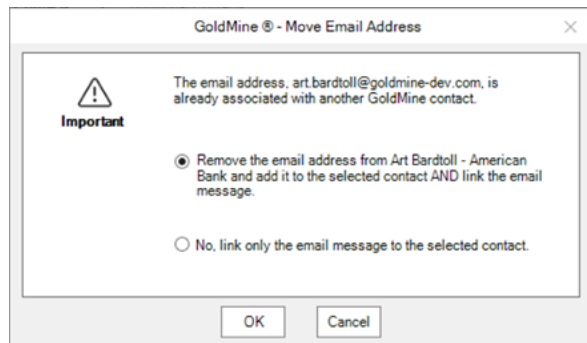 GoldMine ® - Move Email Address
The email address, art.bardtoll@goldmine-dev.com, is
already associated with another GoldMine contact.
Important
Remove the email address from Art Bardtoll - American
Bank and add it to the selected contact AND link the email
message.
No, link only the email message to the selected contact.
OK
Cancel